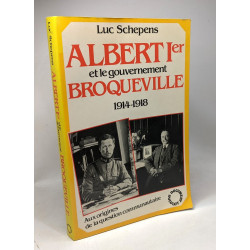 Luc Schepens
ALBERT Ier
et le gouvernement
BROQUEVILLE
1914-1918
Aux origines
de la question communautaire